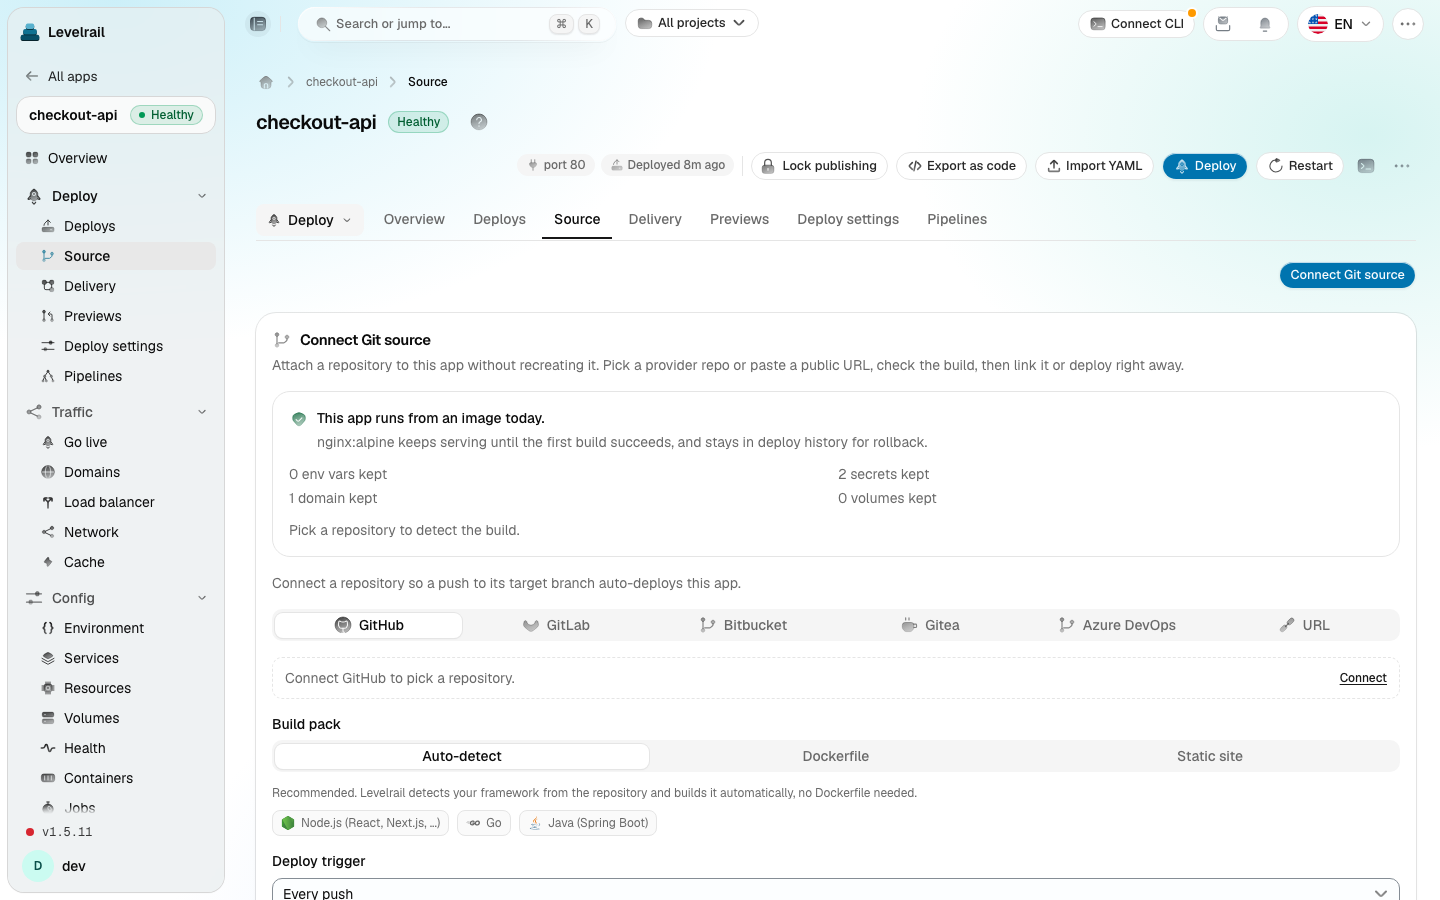 Levelrail
Search or jump to...
⌘ K
All projects
Connect CLI
EN
All apps
checkout-api
Healthy
Overview
Deploy
Deploys
Source
Delivery
Previews
Deploy settings
Pipelines
Traffic
Go live
Domains
Load balancer
Network
Cache
Config
Environment
Services
Resources
Volumes
Health
Containers
Jobs
v1.5.11
D dev
checkout-api
Source
checkout-api Healthy ?
port 80
Deployed 8m ago
Lock publishing
Export as code
Import YAML
Deploy
Restart
Deploy
Overview
Deploys
Source
Delivery
Previews
Deploy settings
Pipelines
Connect Git source
Connect Git source
Attach a repository to this app without recreating it. Pick a provider repo or paste a public URL, check the build, then link it or deploy right away.
This app runs from an image today.
nginx:alpine keeps serving until the first build succeeds, and stays in deploy history for rollback.
0 env vars kept
2 secrets kept
1 domain kept
0 volumes kept
Pick a repository to detect the build.
Connect a repository so a push to its target branch auto-deploys this app.
GitHub
GitLab
Bitbucket
Gitea
Azure DevOps
URL
Connect GitHub to pick a repository.
Connect
Build pack
Auto-detect
Dockerfile
Static site
Recommended. Levelrail detects your framework from the repository and builds it automatically, no Dockerfile needed.
Node.js (React, Next.js, ...)
Go
Java (Spring Boot)
Deploy trigger
Every push